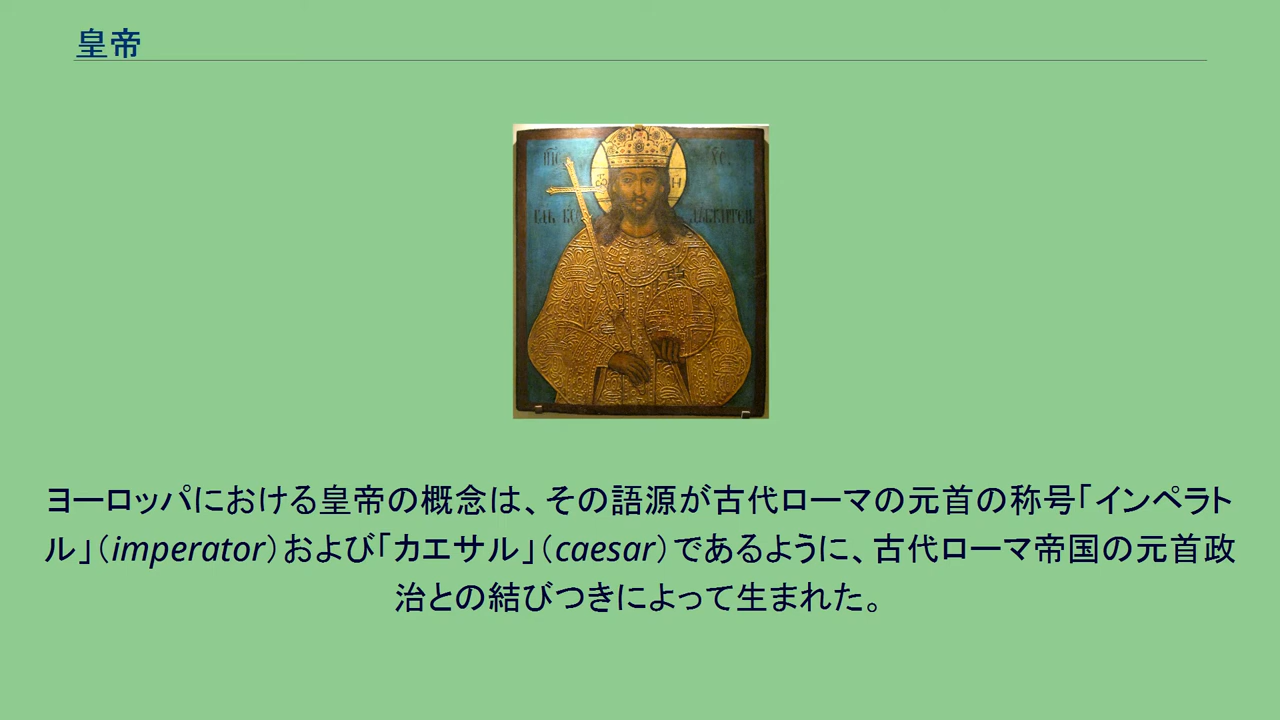 皇帝
ヨーロッパにおける皇帝の概念は、その語源が古代ローマの元首の称号「インペラト
ル」（imperator）および「カエサル」（caesar）であるように、古代ローマ帝国の元首政
治との結びつきによって生まれた。